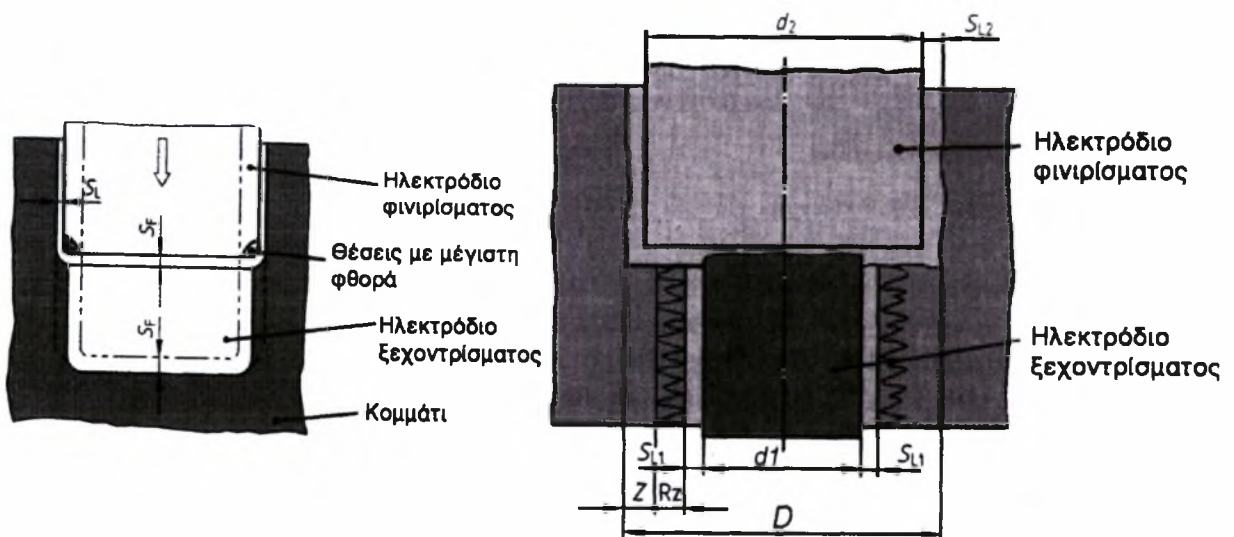 S_L
S_F
S_F
Ηλεκτρόδιο
φινιρίσματος
Θέσεις με μέγιστη
φθορά
Ηλεκτρόδιο
ξεχοντρίσματος
Κομμάτι
d₂
S_L2
Ηλεκτρόδιο
φινιρίσματος
Ηλεκτρόδιο
ξεχοντρίσματος
S_L1
d1
S_L1
Z
Rz
D